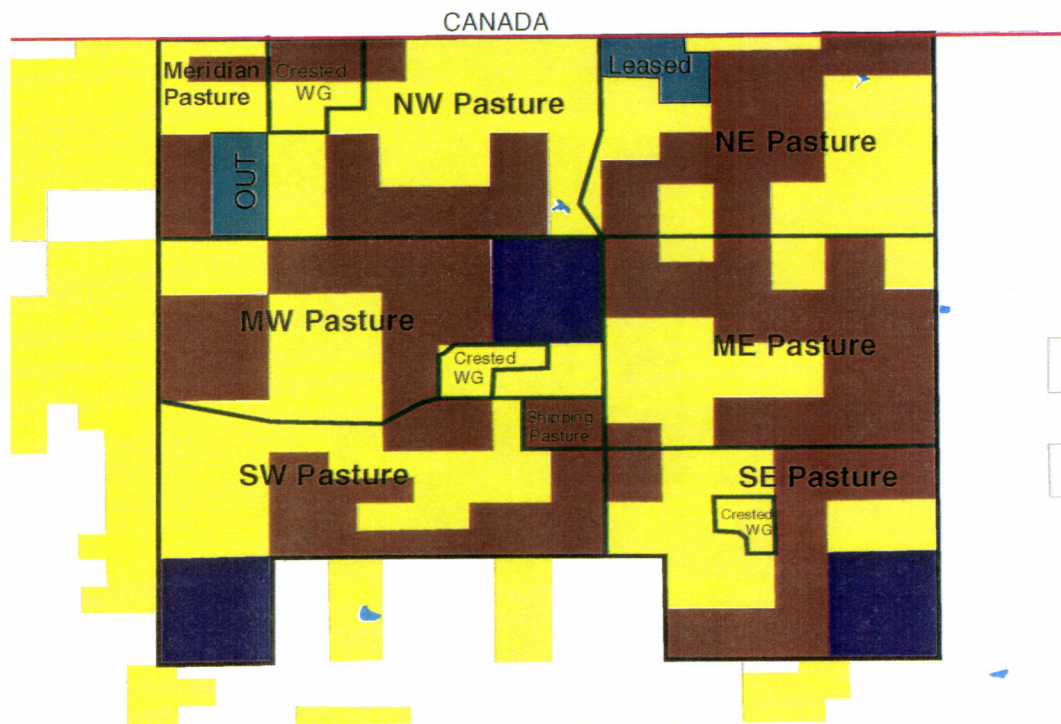 CANADA
Meridian
Pasture
Crested
WG
NW Pasture
Leased
NE Pasture
OUT
MW Pasture
Crested
WG
ME Pasture
Shipping
Pasture
SW Pasture
SE Pasture
Crested
WG